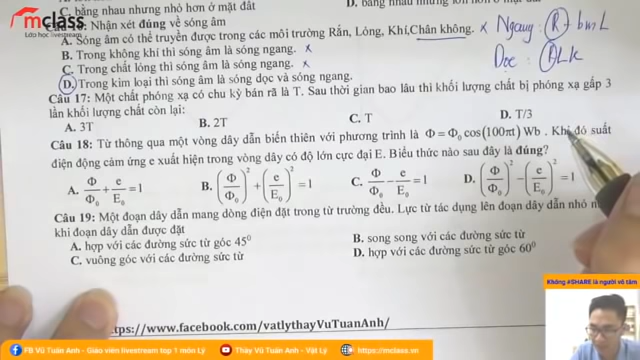 mclass
Lớp học livestream
C. bằng nhau nhưng nhỏ hơn ở mặt đất
D. bằng nhau nhưng lớn hơn ở mặt đất
Nhận xét đúng về sóng âm
A. Sóng âm có thể truyền được trong các môi trường Rắn, Lỏng, Khí, Chân không. x
Ngang: R + bm L
B. Trong không khí thì sóng âm là sóng ngang. x
C. Trong chất lỏng thì sóng âm là sóng ngang. x
Dọc: RLK
D. Trong kim loại thì sóng âm là sóng dọc và sóng ngang.
Câu 17: Một chất phóng xạ có chu kỳ bán rã là T. Sau thời gian bao lâu thì khối lượng chất bị phóng xạ gấp 3
lần khối lượng chất còn lại:
A. 3T B. 2T C. T D. T/3
Câu 18: Từ thông qua một vòng dây dẫn biến thiên với phương trình là Φ = Φ₀ cos(100πt) Wb . Khi đó suất
điện động cảm ứng e xuất hiện trong vòng dây có độ lớn cực đại E. Biểu thức nào sau đây là đúng?
A. Φ/Φ₀ + e/E₀ = 1 B. (Φ/Φ₀)² + (e/E₀)² = 1 C. Φ/Φ₀ − e/E₀ = 1 D. (Φ/Φ₀)² − (e/E₀)² = 1
Câu 19: Một đoạn dây dẫn mang dòng điện đặt trong từ trường đều. Lực từ tác dụng lên đoạn dây dẫn nhỏ
khi đoạn dây dẫn được đặt
A. hợp với các đường sức từ góc 45⁰ B. song song với các đường sức từ
C. vuông góc với các đường sức từ D. hợp với các đường sức từ góc 60⁰
ttps://www.facebook.com/vatlythayVuTuanAnh/
Không #SHARE là người vô tâm
FB Vũ Tuấn Anh - Giáo viên livestream top 1 môn Lý
Thầy Vũ Tuấn Anh - Vật Lý
https://mclass.vn